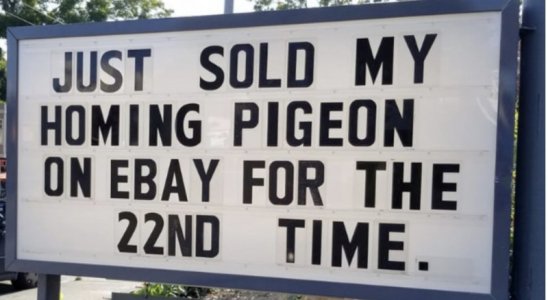 JUST SOLD MY
HOMING PIGEON
ON EBAY FOR THE
22ND TIME.